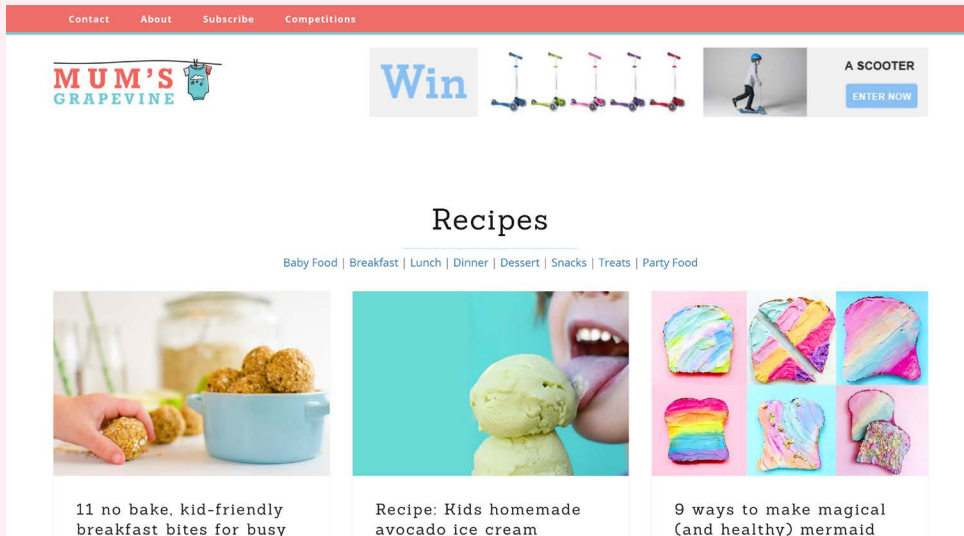 Contact About Subscribe Competitions
MUM'S
GRAPEVINE
Win
A SCOOTER
ENTER NOW
Recipes
Baby Food | Breakfast | Lunch | Dinner | Dessert | Snacks | Treats | Party Food
11 no bake, kid-friendly
breakfast bites for busy
Recipe: Kids homemade
avocado ice cream
9 ways to make magical
(and healthy) mermaid